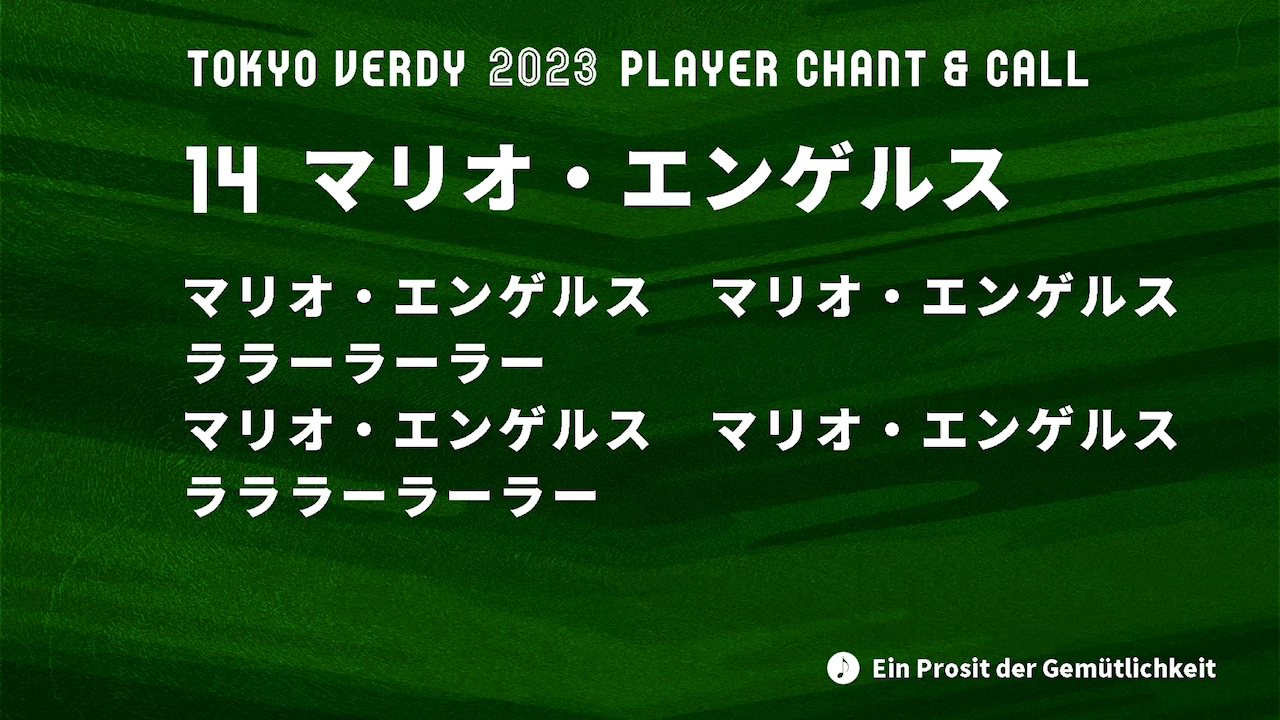 TOKYO VERDY 2023 PLAYER CHANT & CALL
14 マリオ・エンゲルス
マリオ・エンゲルス　マリオ・エンゲルス
ララーラーラー
マリオ・エンゲルス　マリオ・エンゲルス
ラララーラーラー
Ein Prosit der Gemütlichkeit